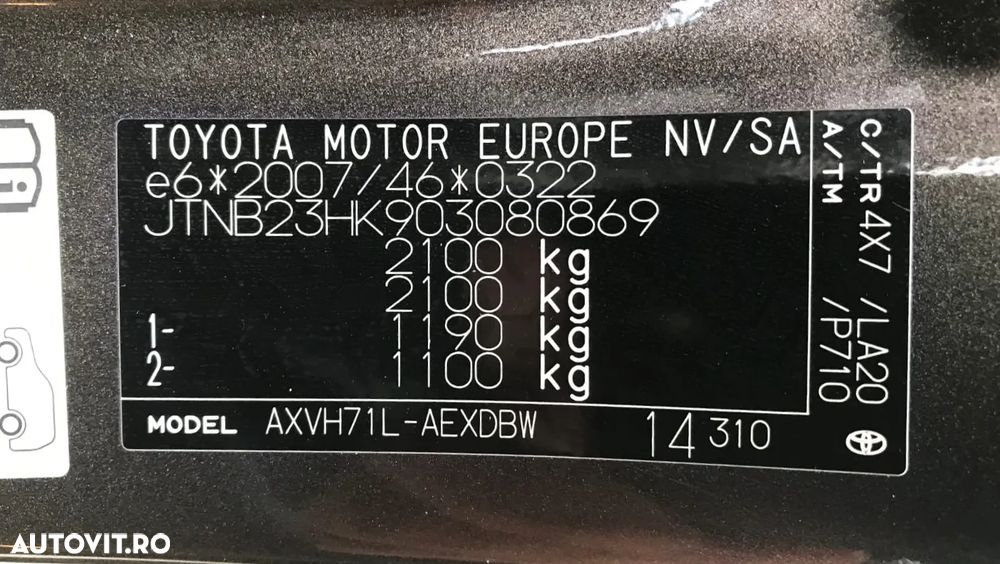 TOYOTA MOTOR EUROPE NV/SA
e6*2007/46*0322
JTNB23HK903080869
2100 kg
2100 kg
1- 1190 kg
2- 1100 kg
MODEL AXVH71L-AEXDBW 14 310
C/TR 4X7 /LA20
A/TM /P710
i
AUTOVIT.RO